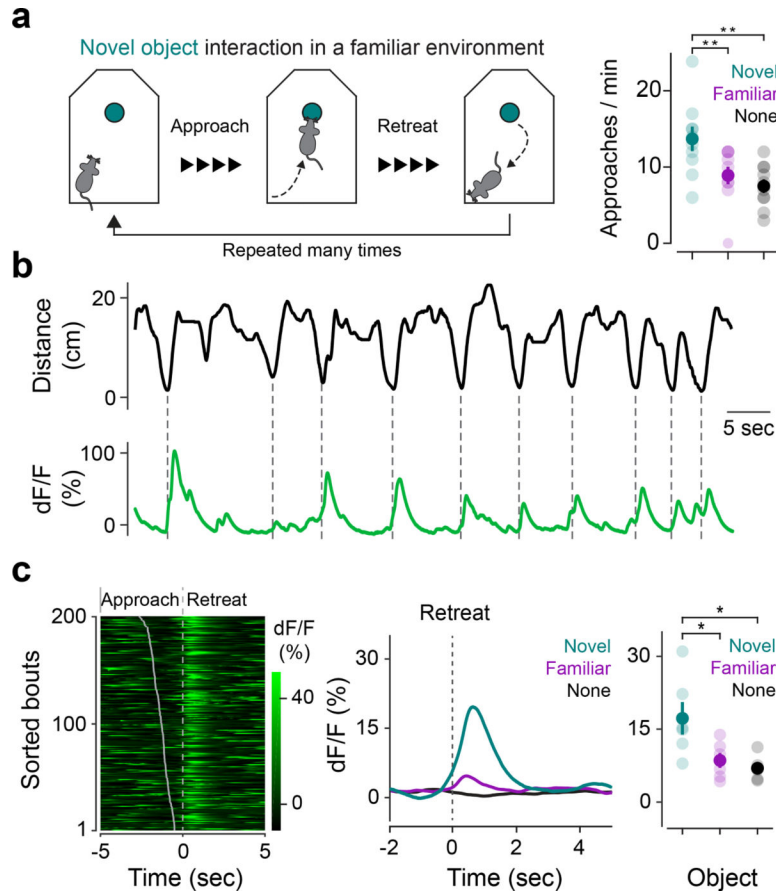 a
Novel object interaction in a familiar environment
Approach
Retreat
Repeated many times
Approaches / min
20
10
0
**
**
Novel
Familiar
None
b
Distance
(cm)
20
0
5 sec
dF/F
(%)
100
0
c
Sorted bouts
200
100
1
Approach
Retreat
-5
0
5
Time (sec)
dF/F
(%)
40
0
Retreat
dF/F (%)
30
15
0
Novel
Familiar
None
-2
0
2
4
Time (sec)
30
15
0
*
*
Novel
Familiar
None
Object